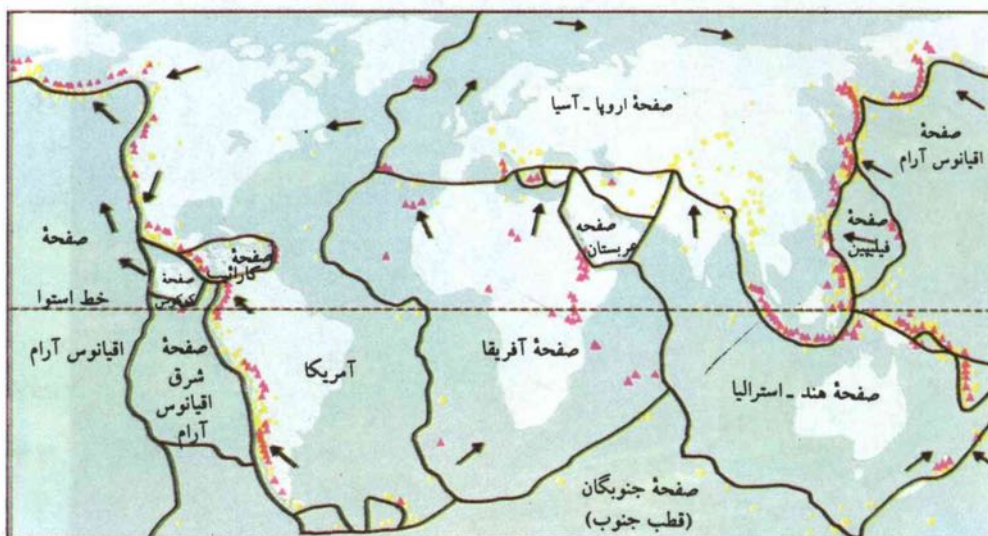 صفحهٔ اروپا - آسیا
صفحهٔ
اقیانوس آرام
صفحهٔ
فیلیپین
صفحه
عربستان
صفحهٔ
کارائیب
صفحهٔ
کوکوس
صفحهٔ
خط استوا
اقیانوس آرام
صفحهٔ
شرق
اقیانوس
آرام
آمریکا
صفحهٔ آفریقا
صفحهٔ هند - استرالیا
صفحهٔ جنوبگان
(قطب جنوب)